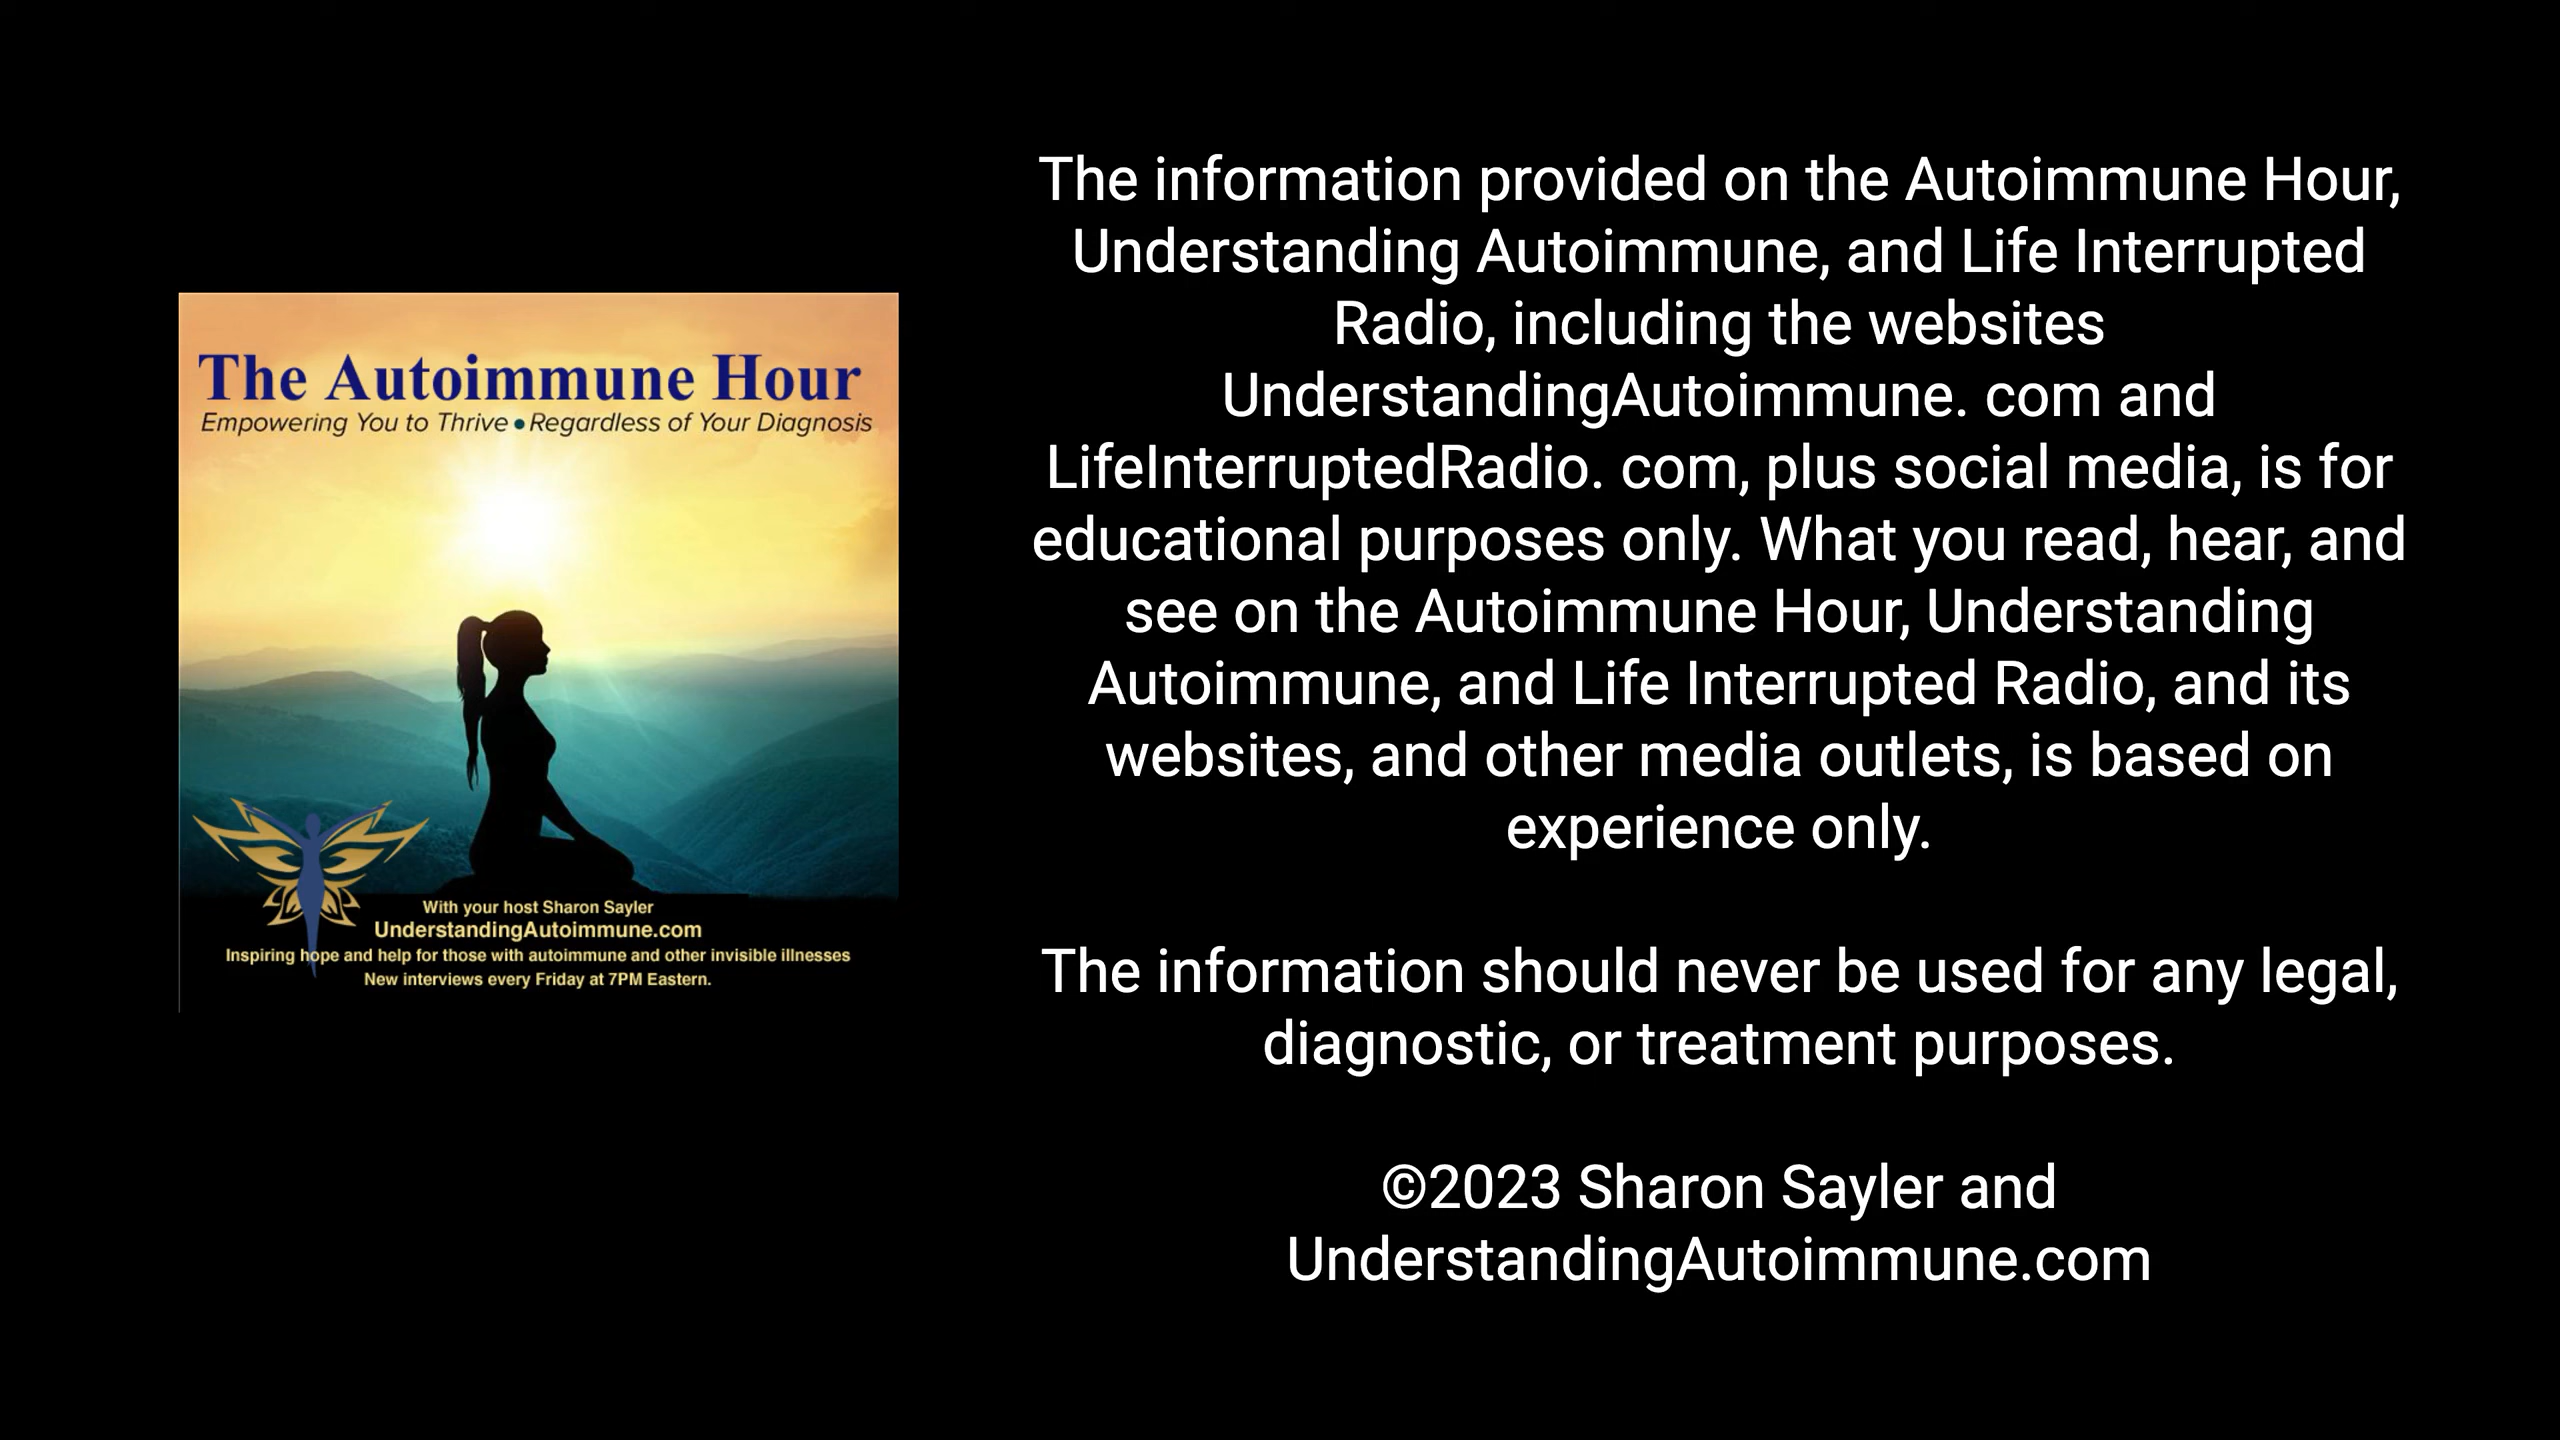 The Autoimmune Hour
Empowering You to Thrive • Regardless of Your Diagnosis
With your host Sharon Sayler
UnderstandingAutoimmune.com
Inspiring hope and help for those with autoimmune and other invisible illnesses
New interviews every Friday at 7PM Eastern.
The information provided on the Autoimmune Hour,
Understanding Autoimmune, and Life Interrupted
Radio, including the websites
UnderstandingAutoimmune. com and
LifeInterruptedRadio. com, plus social media, is for
educational purposes only. What you read, hear, and
see on the Autoimmune Hour, Understanding
Autoimmune, and Life Interrupted Radio, and its
websites, and other media outlets, is based on
experience only.
The information should never be used for any legal,
diagnostic, or treatment purposes.
©2023 Sharon Sayler and
UnderstandingAutoimmune.com